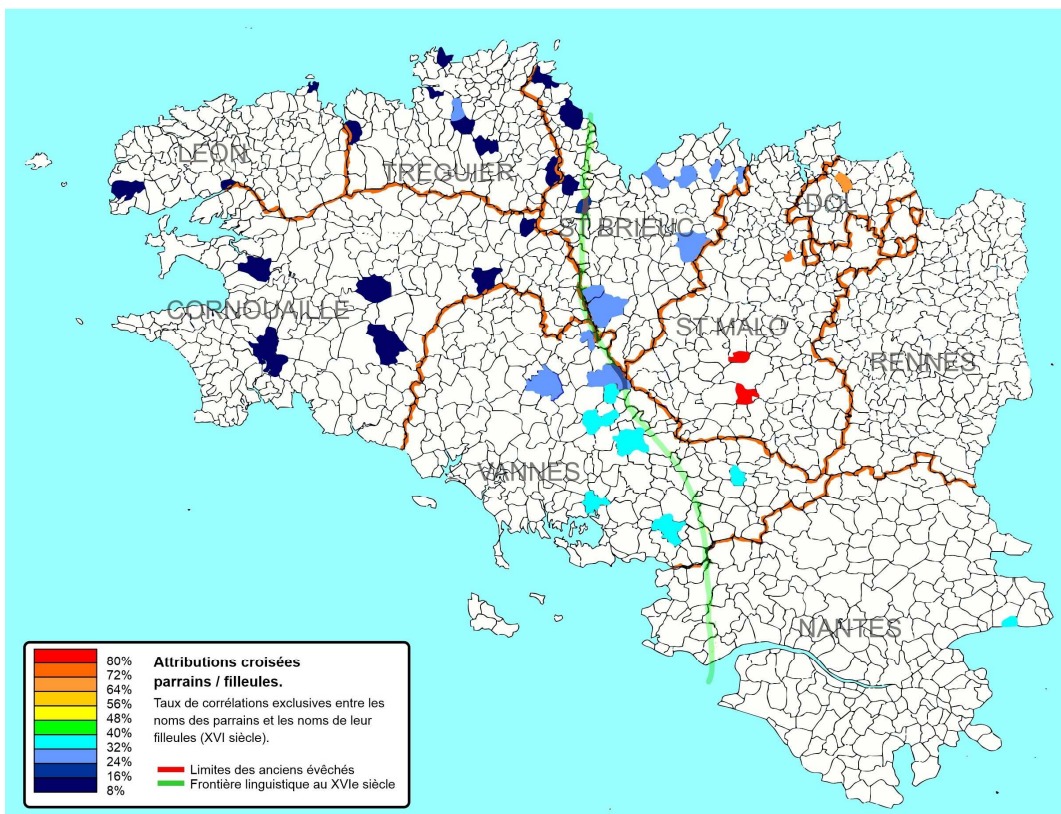 LEON
TREGUIER
DOL
ST BRIEUC
CORNOUAILLE
ST MALO
RENNES
VANNES
NANTES
80%
72%
64%
56%
48%
40%
32%
24%
16%
8%
Attributions croisées
parrains / filleules.
Taux de corrélations exclusives entre les
noms des parrains et les noms de leur
filleules (XVI siècle).
Limites des anciens évêchés
Frontière linguistique au XVIe siècle